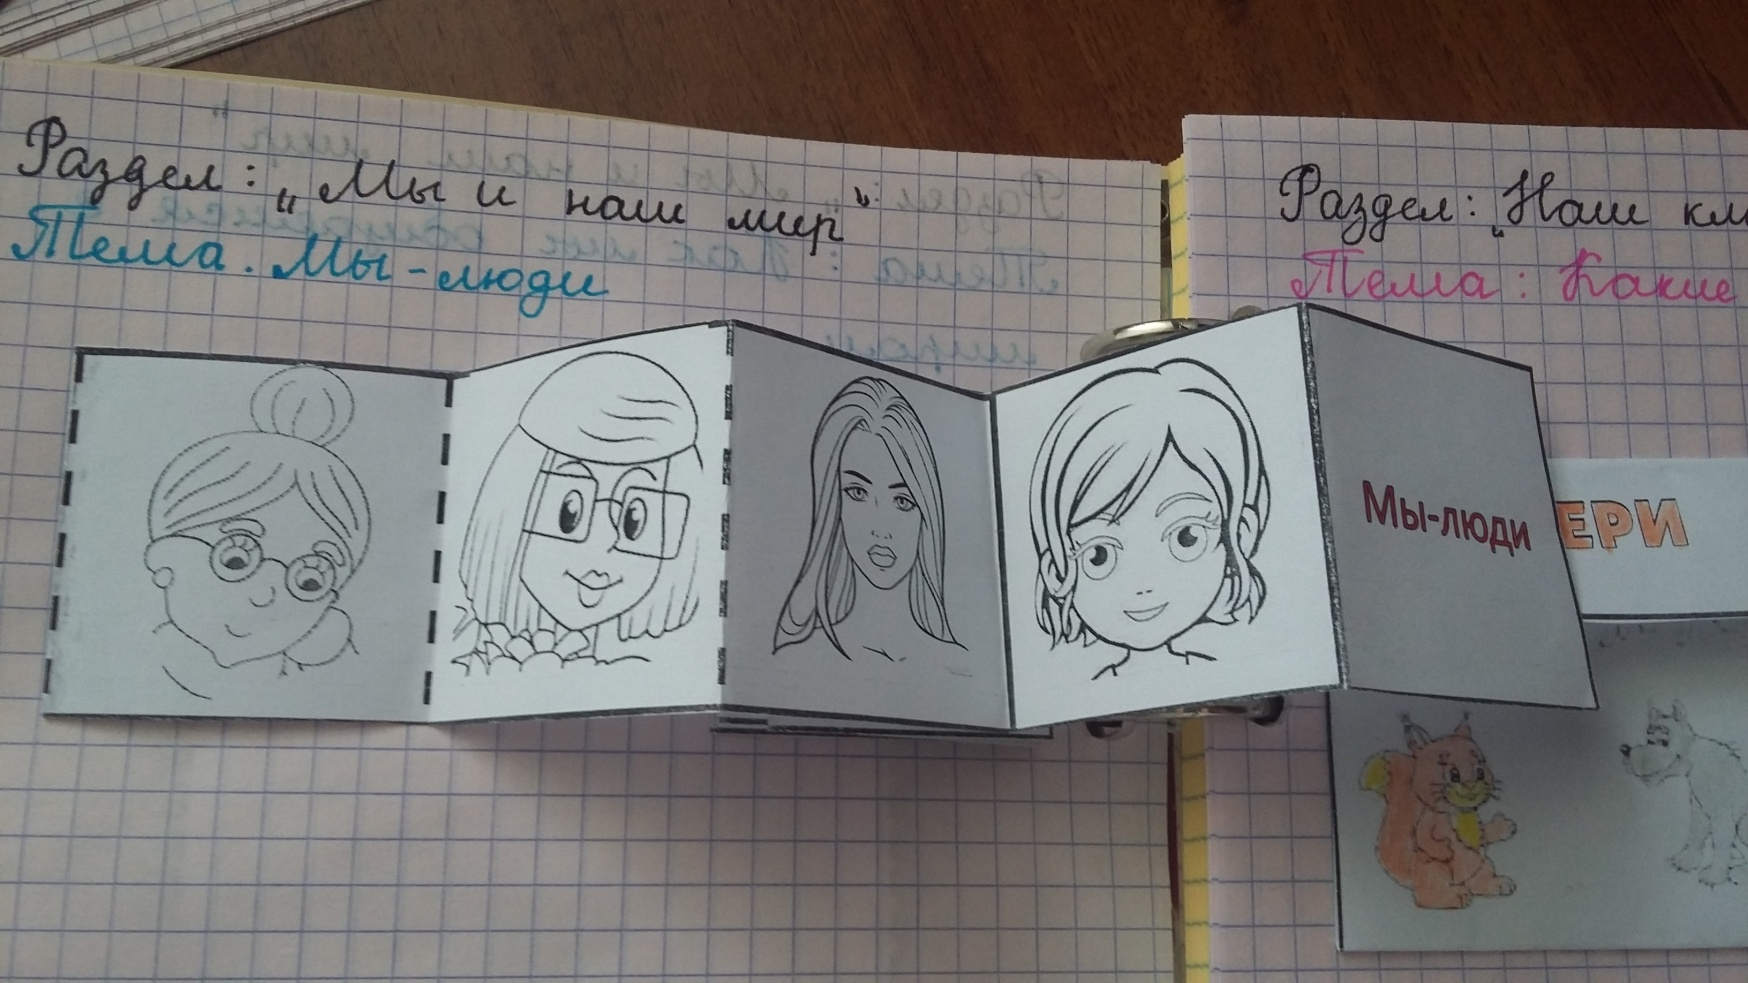 Раздел: „Мы и наш мир"
Тема. Мы-люди
Мы-люди
Раздел: „Наш
Тема: Какие
ЕРИ